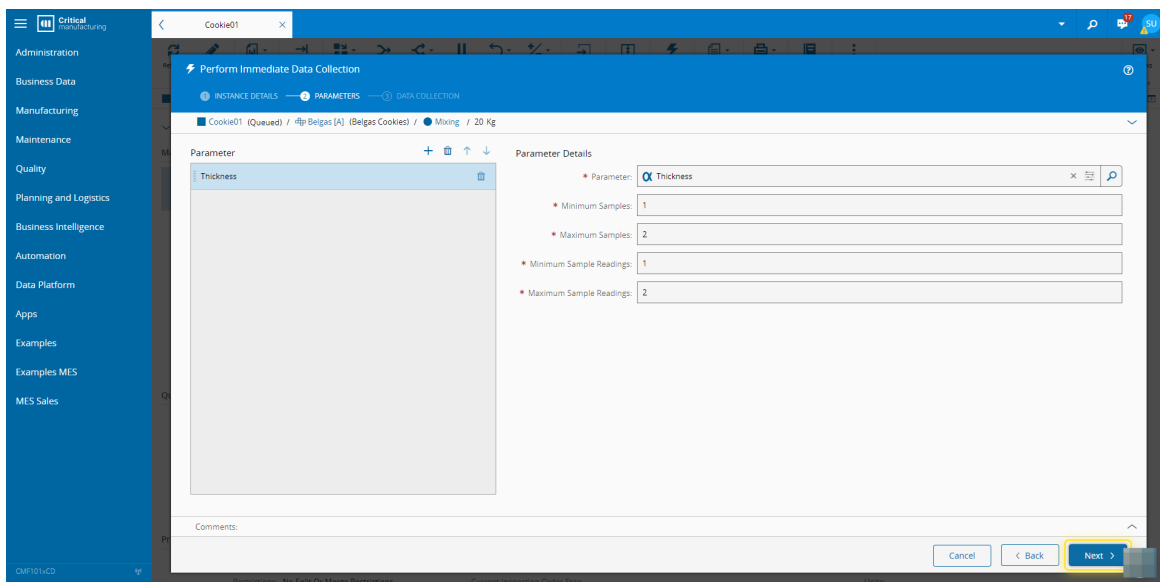 Critical manufacturing
Cookie01
17
SU
Administration
Business Data
Manufacturing
Maintenance
Quality
Planning and Logistics
Business Intelligence
Automation
Data Platform
Apps
Examples
Examples MES
MES Sales
CMF101xCD
Perform Immediate Data Collection
1 INSTANCE DETAILS 2 PARAMETERS 3 DATA COLLECTION
Cookie01 (Queued) / Belgas [A] (Belgas Cookies) / Mixing / 20 Kg
Parameter
Thickness
Parameter Details
* Parameter: Thickness
* Minimum Samples: 1
* Maximum Samples: 2
* Minimum Sample Readings: 1
* Maximum Sample Readings: 2
Comments:
Cancel
< Back
Next >